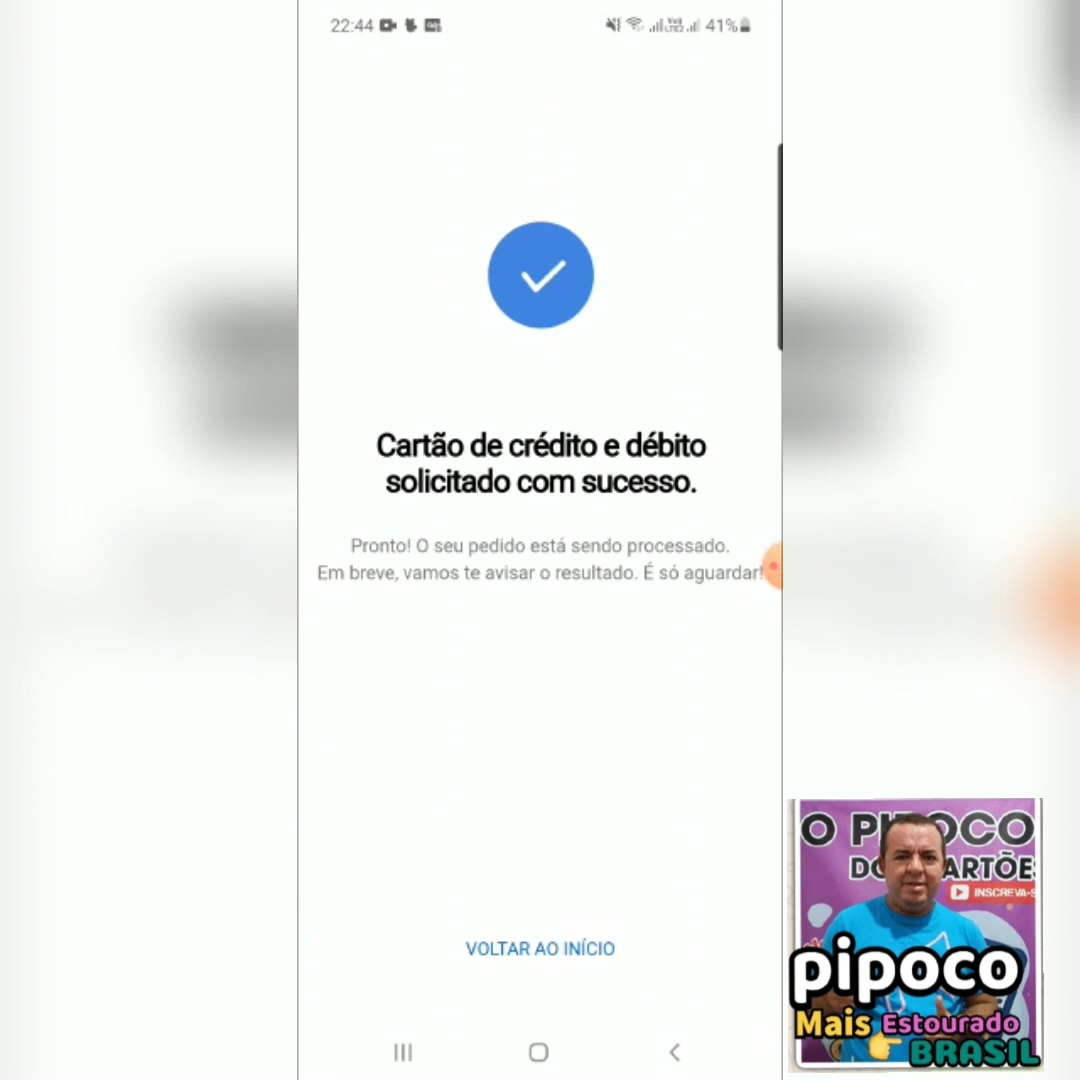 22:44
41%
Cartão de crédito e débito
solicitado com sucesso.
Pronto! O seu pedido está sendo processado.
Em breve, vamos te avisar o resultado. É só aguardar!
VOLTAR AO INÍCIO
INSCREVA-S
pipoco
Mais Estourado
BRASIL